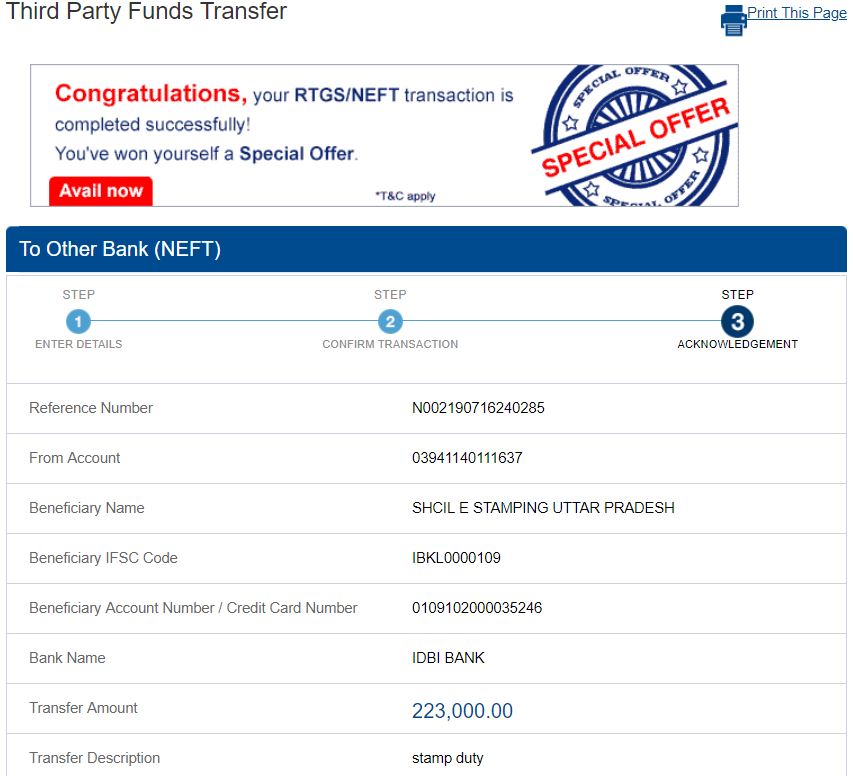 Third Party Funds Transfer
Print This Page
Congratulations, your RTGS/NEFT transaction is
completed successfully!
You've won yourself a Special Offer.
Avail now
*T&C apply
SPECIAL OFFER
SPECIAL OFFER
SPECIAL OFFER
To Other Bank (NEFT)
STEP STEP STEP
1 2 3
ENTER DETAILS CONFIRM TRANSACTION ACKNOWLEDGEMENT
Reference Number N002190716240285
From Account 03941140111637
Beneficiary Name SHCIL E STAMPING UTTAR PRADESH
Beneficiary IFSC Code IBKL0000109
Beneficiary Account Number / Credit Card Number 0109102000035246
Bank Name IDBI BANK
Transfer Amount 223,000.00
Transfer Description stamp duty